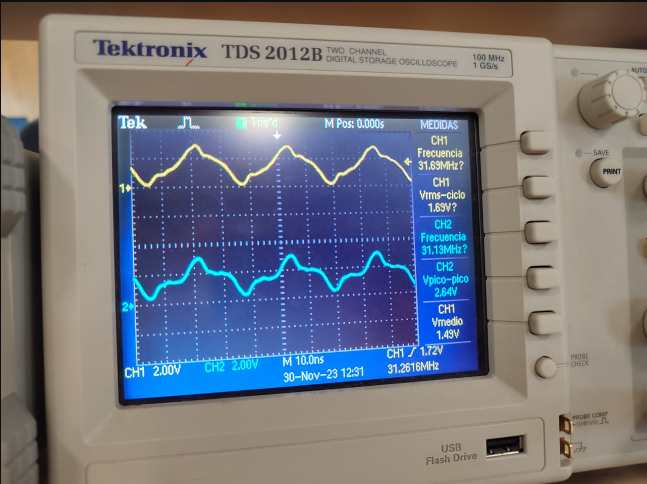 Tektronix TDS 2012B TWO CHANNEL
DIGITAL STORAGE OSCILLOSCOPE
100 MHz
1 GS/s
Tek Trig'd M Pos: 0.000s MEDIDAS
CH1
Frecuencia
31.69MHz?
CH1
Vrms-ciclo
1.69V?
CH2
Frecuencia
31.13MHz?
CH2
Vpico-pico
2.64V
CH1
Vmedio
1.49V
1
2
CH1 2.00V CH2 2.00V M 10.0ns CH1 1.72V
30-Nov-23 12:31 31.2616MHz
SAVE
PRINT
PROBE
CHECK
PROBE COMP
USB
Flash Drive